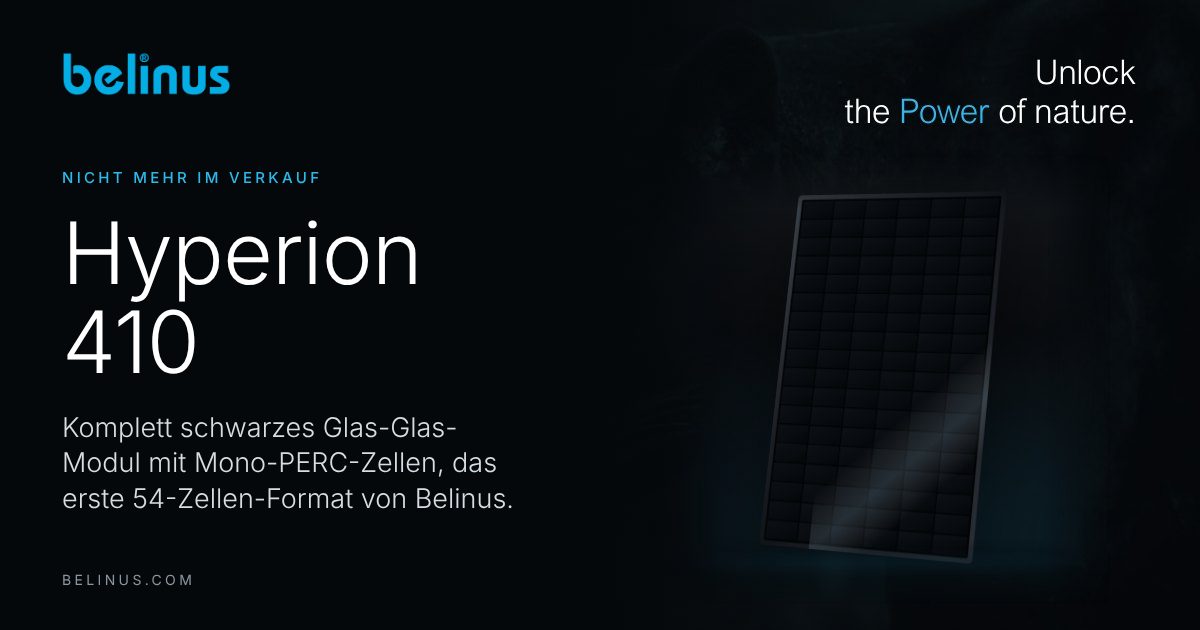 belinus®
Unlock
the Power of nature.
NICHT MEHR IM VERKAUF
Hyperion
410
Komplett schwarzes Glas-Glas-
Modul mit Mono-PERC-Zellen, das
erste 54-Zellen-Format von Belinus.
BELINUS.COM